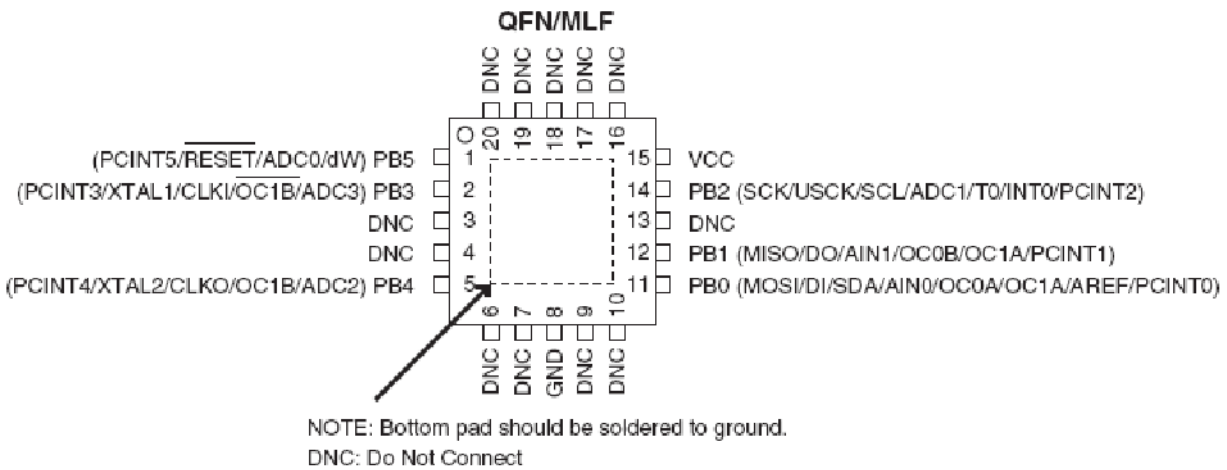 QFN/MLF
DNC
DNC
DNC
DNC
DNC
20
19
18
17
16
(PCINT5/RESET/ADC0/dW) PB5
1
15
VCC
(PCINT3/XTAL1/CLKI/OC1B/ADC3) PB3
2
14
PB2 (SCK/USCK/SCL/ADC1/T0/INT0/PCINT2)
DNC
3
13
DNC
DNC
4
12
PB1 (MISO/DO/AIN1/OC0B/OC1A/PCINT1)
(PCINT4/XTAL2/CLKO/OC1B/ADC2) PB4
5
11
PB0 (MOSI/DI/SDA/AIN0/OC0A/OC1A/AREF/PCINT0)
6
7
8
9
10
DNC
DNC
GND
DNC
DNC
NOTE: Bottom pad should be soldered to ground.
DNC: Do Not Connect